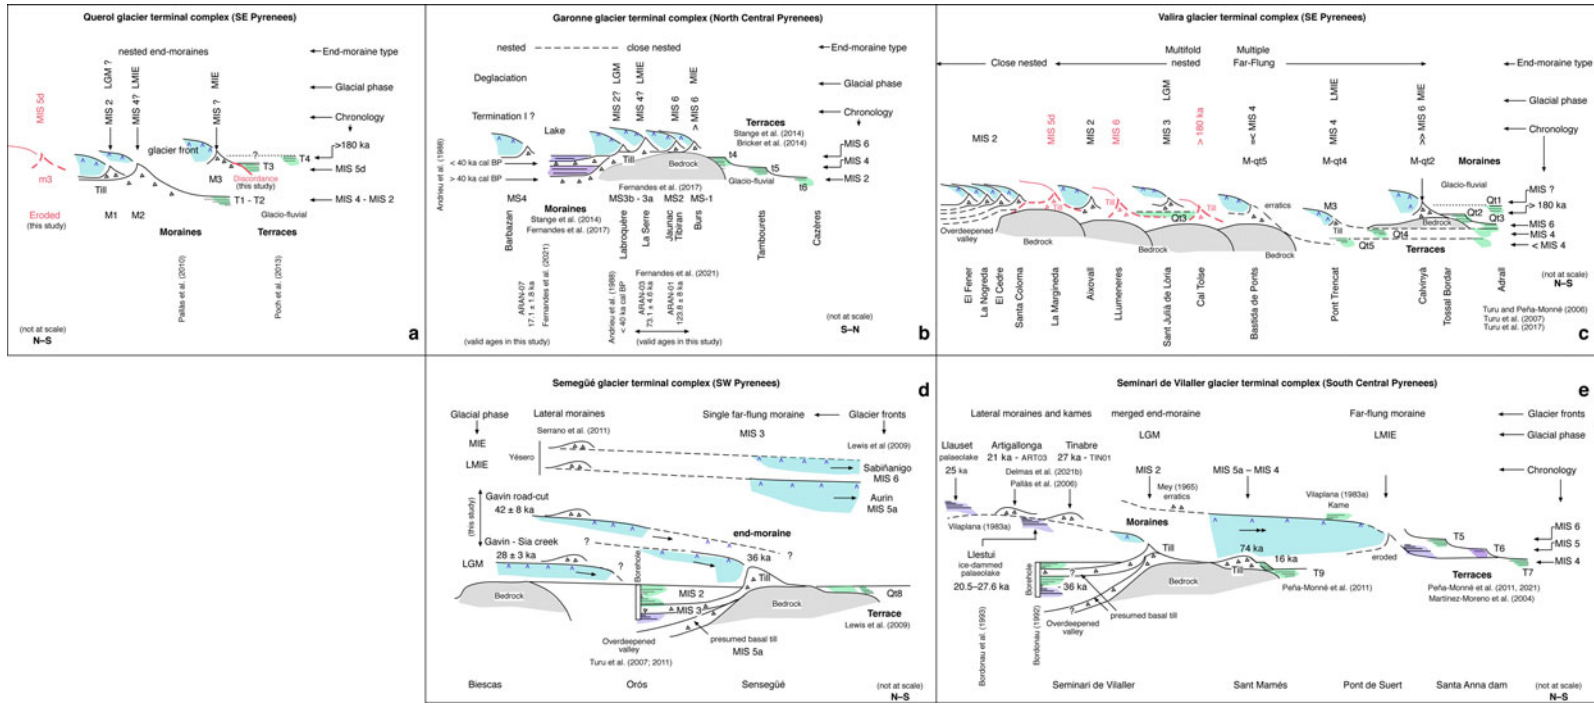 Querol glacier terminal complex (SE Pyrenees)
nested end-moraines
End-moraine type
LGM ?
LMIE
MIE
Glacial phase
MIS 5d
MIS 2
MIS 4?
MIS ?
Chronology
>180 ka
glacier front
?
T4
T3
MIS 5d
m3
M3
Discordance
(this study)
Till
T1 - T2
MIS 4 - MIS 2
Eroded
(this study)
M1
M2
Glacio-fluvial
Moraines
Terraces
Pallàs et al. (2010)
Poch et al. (2013)
(not at scale)
N–S
a
Garonne glacier terminal complex (North Central Pyrenees)
nested
close nested
End-moraine type
Deglaciation
LGM
LMIE
MIE
Glacial phase
MIS 2?
MIS 4?
MIS 6
> MIS 6
Chronology
Termination I ?
Lake
Terraces
Stange et al. (2014)
Bricker et al. (2014)
MIS 6
Andrieu et al. (1988)
< 40 ka cal BP
Till
Bedrock
t4
MIS 4
> 40 ka cal BP
t5
MIS 2
Glacio-fluvial
t6
Fernandes et al. (2017)
MS4
MS3b - 3a
MS2
MS-1
Moraines
Stange et al. (2014)
Fernandes et al. (2017)
Barbazan
Labroquère
La Serre
Jaunac
Tibiran
Burs
Tambourets
Cazères
Fernandes et al. (2021)
ARAN-07
17.1 ± 1.8 ka
Fernandes et al. (2021)
Andrieu et al. (1988)
< 40 ka cal BP
ARAN-03
73.1 ± 4.6 ka
ARAN-01
123.8 ± 8 ka
(not at scale)
S–N
(valid ages in this study)
(valid ages in this study)
b
Valira glacier terminal complex (SE Pyrenees)
Close nested
Multifold
nested
Multiple
Far-Flung
End-moraine type
LGM
LMIE
MIE
Glacial phase
MIS 2
MIS 5d
MIS 2
MIS 6
MIS 3
> 180 ka
=< MIS 4
MIS 4
>> MIS 6
Chronology
M-qt5
M-qt4
M-qt2
Moraines
Glacio-fluvial
MIS ?
Till
Till
Till
erratics
M3
Qt1
> 180 ka
Qt3
Till
Qt2
Qt3
Bedrock
MIS 6
Overdeepened
valley
Bedrock
Bedrock
Bedrock
Qt4
MIS 4
Qt5
Terraces
< MIS 4
El Fener
La Nogreda
El Cedre
Santa Coloma
La Margineda
Aixovall
LLumeneres
Sant Julià de Lòria
Cal Tolse
Bastida de Ponts
Pont Trencat
Calvinyà
Tossal Bordar
Adrall
(not at scale)
N–S
Turu and Peña-Monné (2006)
Turu et al. (2007)
Turu et al. (2017)
c
Semegüé glacier terminal complex (SW Pyrenees)
d
Glacial phase
Lateral moraines
Single far-flung moraine
Glacier fronts
Serrano et al. (2011)
MIS 3
MIE
Lewis et al (2009)
Yésero
LMIE
Sabiñanigo
MIS 6
Aurin
MIS 5a
(this study)
Gavin road-cut
42 ± 8 ka
end-moraine
?
Gavin - Sia creek
28 ± 3 ka
?
36 ka
LGM
?
Borehole
Till
MIS 2
Bedrock
MIS 3
Bedrock
Qt8
?
Terrace
Lewis et al. (2009)
Overdeepened
valley
presumed basal till
MIS 5a
Turu et al. (2007; 2011)
Biescas
Orós
Sensegüé
(not at scale)
N–S
Seminari de Vilaller glacier terminal complex (South Central Pyrenees)
e
Lateral moraines and kames
merged end-moraine
Far-flung moraine
Glacier fronts
LGM
LMIE
Glacial phase
Llauset
palaeolake
25 ka
Artigallonga
21 ka - ART03
Tinabre
27 ka - TIN01
Delmas et al. (2021b)
Pallàs et al. (2006)
MIS 2
MIS 5a – MIS 4
Chronology
Mey (1965)
erratics
Vilaplana (1983a)
Kame
Vilaplana (1983a)
Moraines
Till
T5
MIS 6
Llestui
ice-dammed
palaeolake
20.5–27.6 ka
74 ka
eroded
T6
MIS 5
16 ka
Terraces
T7
MIS 4
Borehole
?
- 36 ka
Till
Bedrock
T9
Peña-Monné (2011)
Peña-Monné (2011, 2021)
Martinez-Moreno et al. (2004)
presumed basal till
?
Overdeepened
valley
Bordonau et al. (1993)
Bordonau (1992)
Seminari de Vilaller
Sant Mamés
Pont de Suert
Santa Anna dam
(not at scale)
N–S